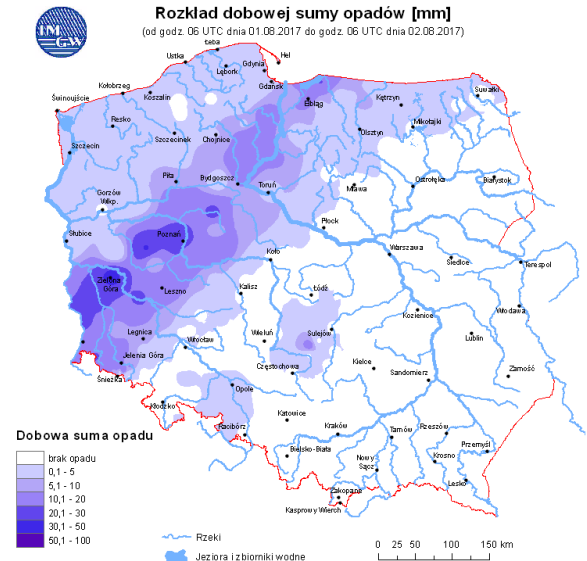 IM
GW
Rozkład dobowej sumy opadów [mm]
(od godz. 06 UTC dnia 01.08.2017 do godz. 06 UTC dnia 02.08.2017)
Łeba
Ustka
Hel
Gdynia
Lębork
Gdańsk
Suwałki
Kołobrzeg
Koszalin
Elbląg
Kętrzyn
Świnoujście
Resko
Mikołajki
Szczecinek
Chojnice
Olsztyn
Szczecin
Piła
Bydgoszcz
Toruń
Mława
Ostrołęka
Białystok
Gorzów
Wlkp.
Płock
Słubice
Poznań
Koło
Warszawa
Siedlce
Terespol
Zielona
Góra
Leszno
Kalisz
Łódź
Kozienice
Włodawa
Legnica
Wrocław
Wieluń
Sulejów
Lublin
Jelenia Góra
Śnieżka
Częstochowa
Kielce
Sandomierz
Zamość
Opole
Kłodzko
Katowice
Racibórz
Kraków
Tarnów
Rzeszów
Przemyśl
Bielsko-Biała
Nowy
Sącz
Krosno
Lesko
Zakopane
Kasprowy Wierch
Dobowa suma opadu
brak opadu
0,1 - 5
5,1 - 10
10,1 - 20
20,1 - 30
30,1 - 50
50,1 - 100
Rzeki
Jeziora i zbiorniki wodne
0 25 50 100 150 km